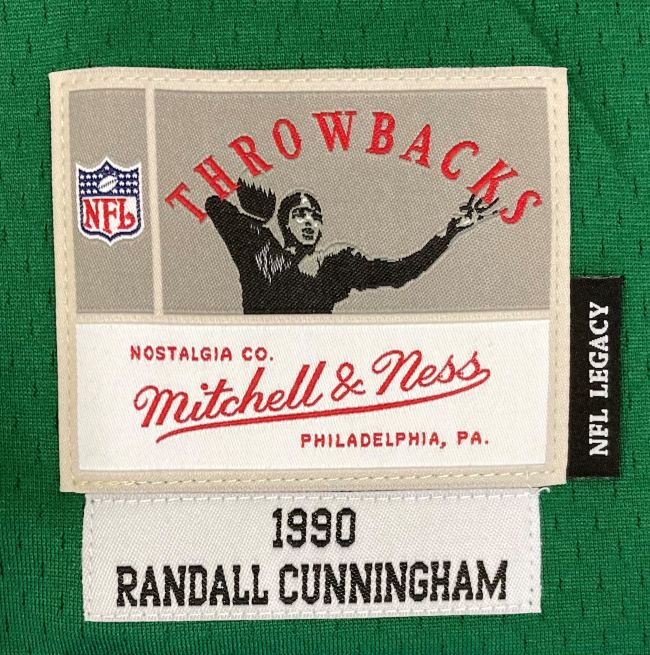 THROWBACKS
NFL
NOSTALGIA CO.
Mitchell & Ness
PHILADELPHIA, PA.
NFL LEGACY
1990
RANDALL CUNNINGHAM